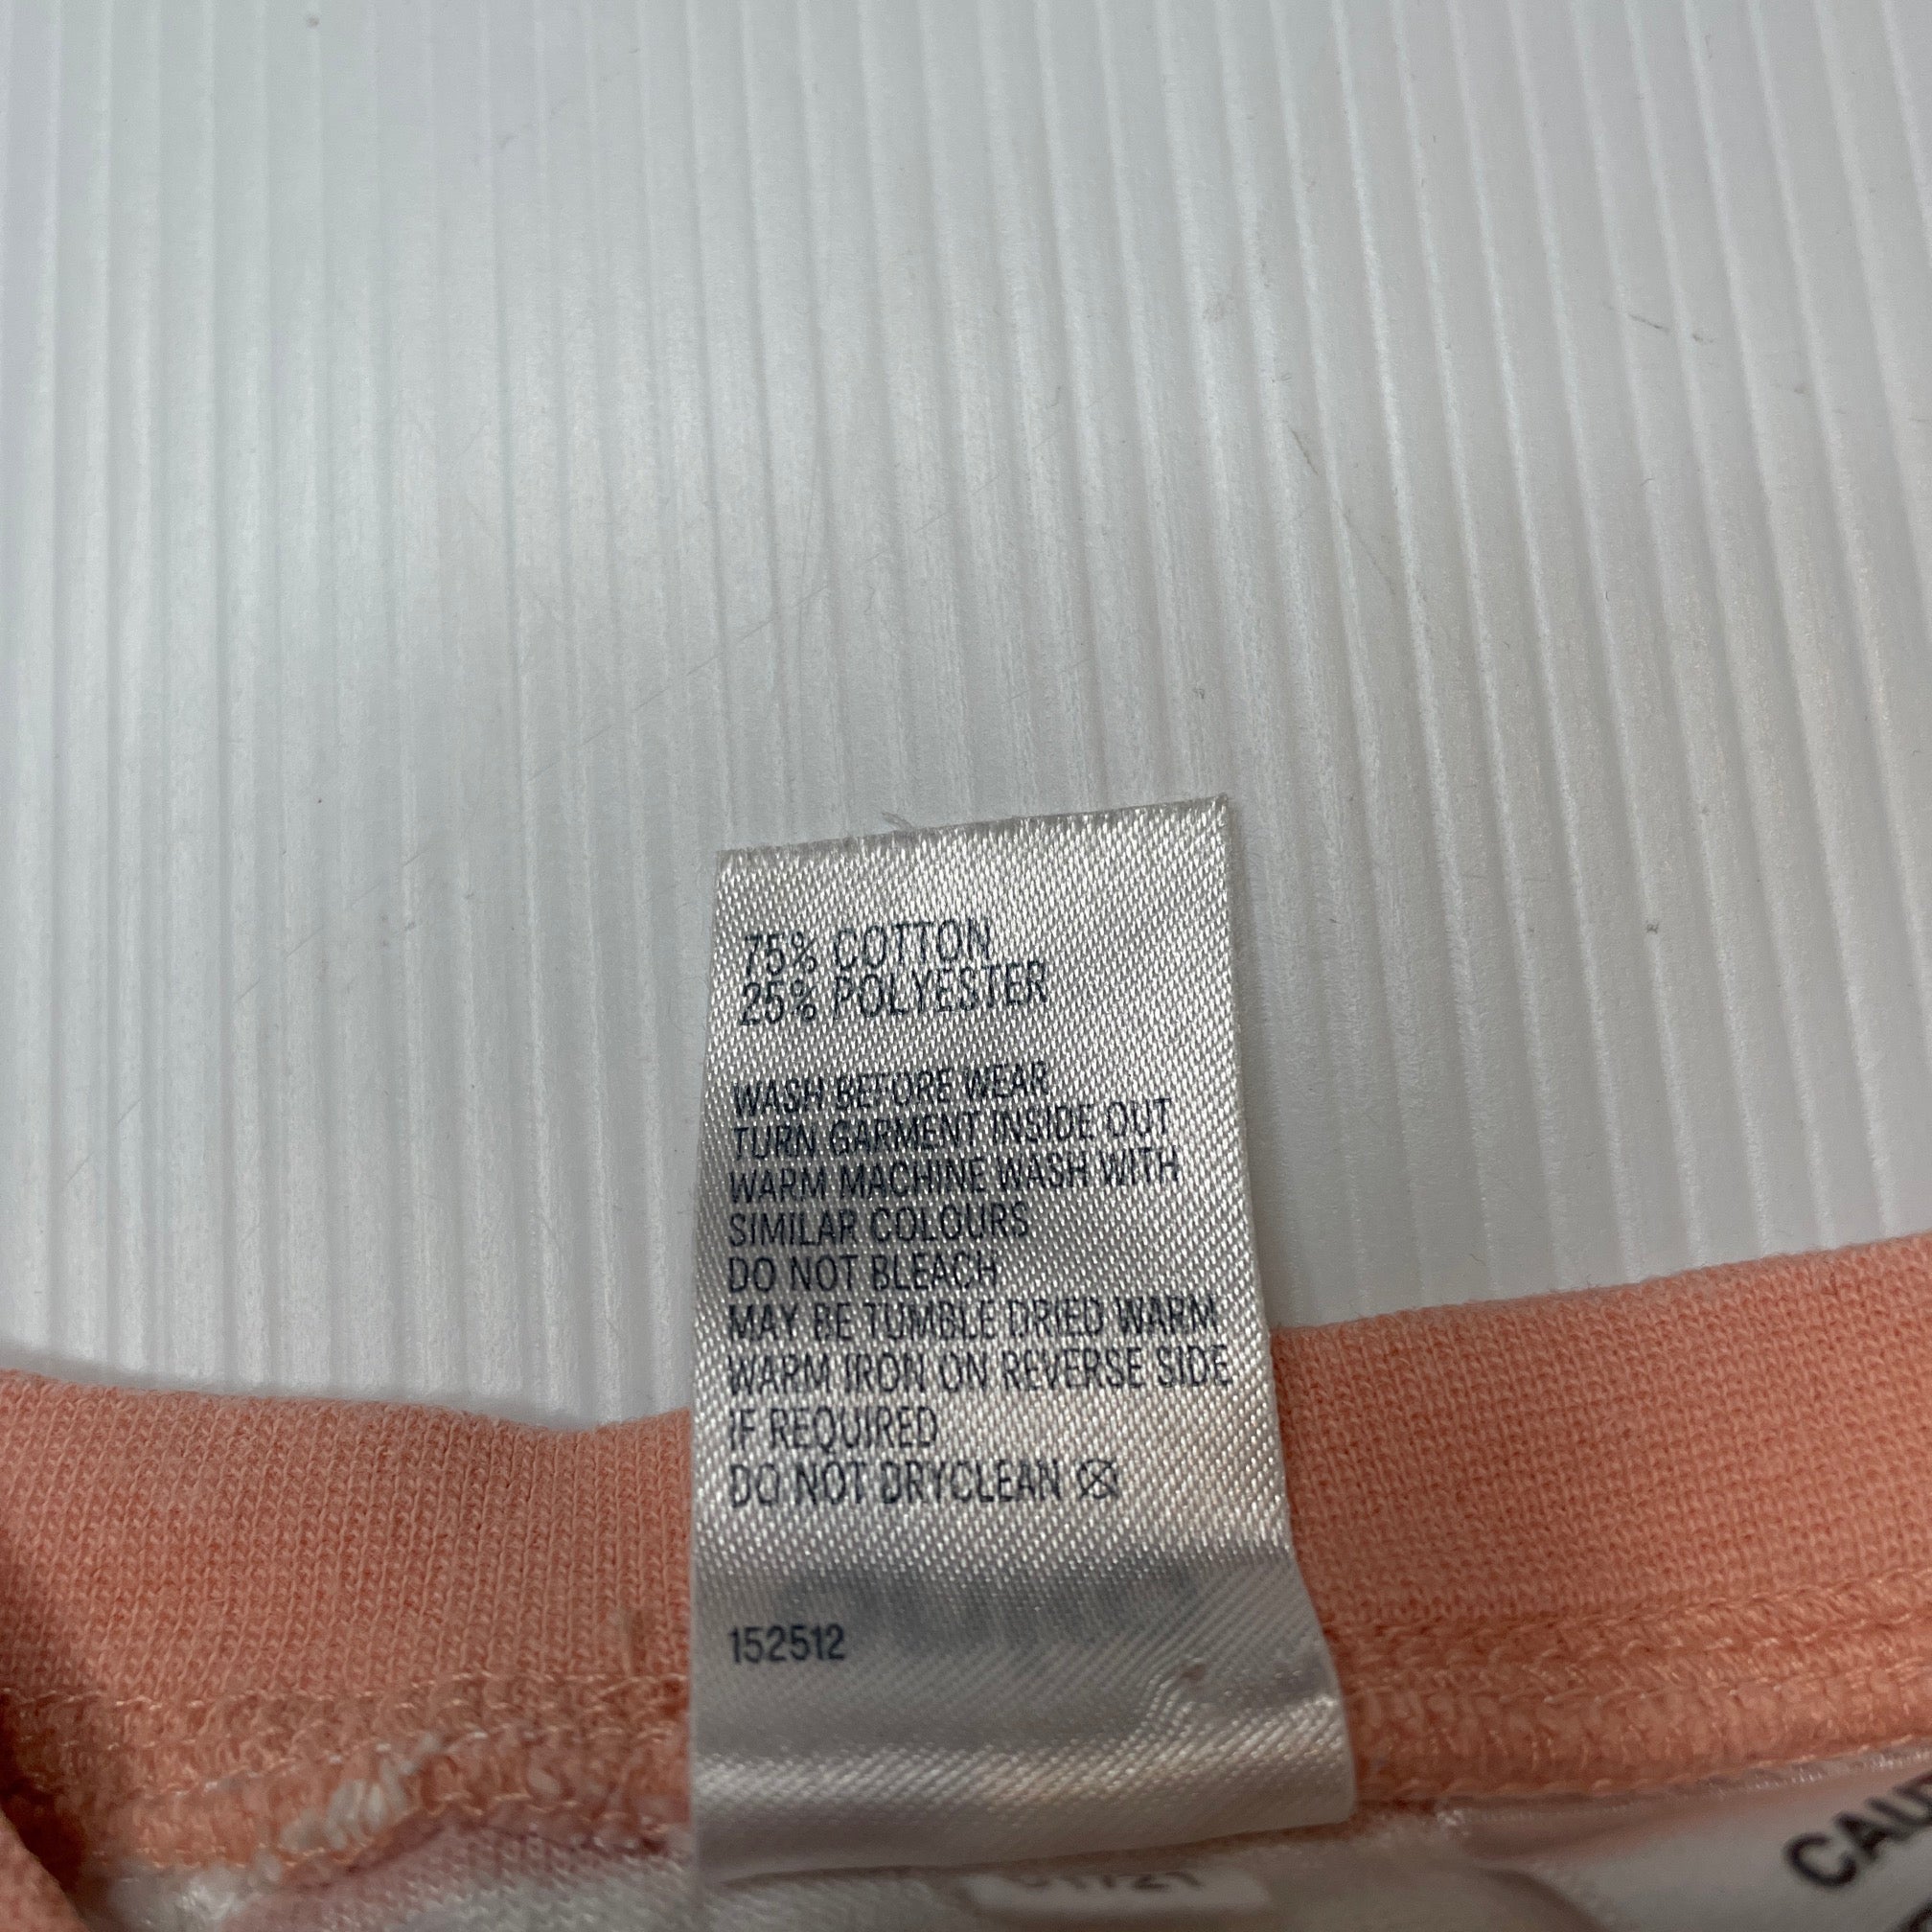 75% COTTON
25% POLYESTER
WASH BEFORE WEAR
TURN GARMENT INSIDE OUT
WARM MACHINE WASH WITH
SIMILAR COLOURS
DO NOT BLEACH
MAY BE TUMBLE DRIED WARM
WARM IRON ON REVERSE SIDE
IF REQUIRED
DO NOT DRYCLEAN
152512